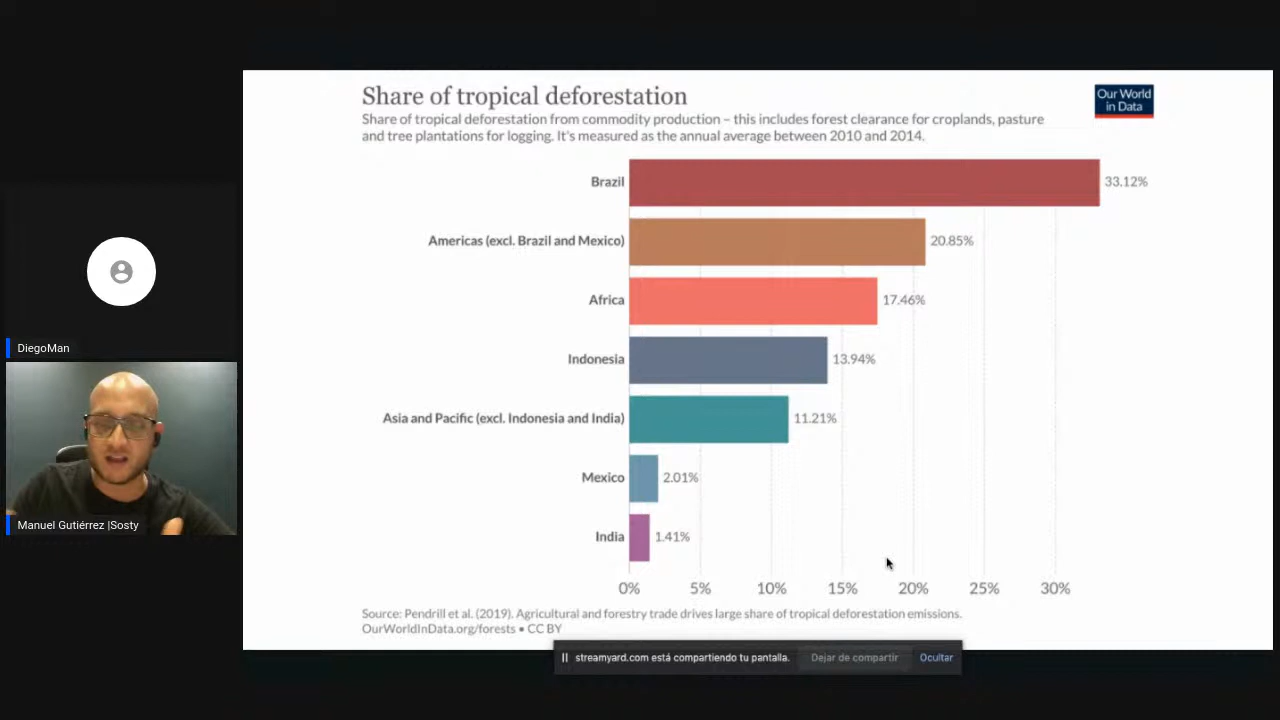 Share of tropical deforestation
Our World
in Data
Share of tropical deforestation from commodity production – this includes forest clearance for croplands, pasture
and tree plantations for logging. It's measured as the annual average between 2010 and 2014.
Brazil
33.12%
Americas (excl. Brazil and Mexico)
20.85%
Africa
17.46%
Indonesia
13.94%
Asia and Pacific (excl. Indonesia and India)
11.21%
Mexico
2.01%
India
1.41%
0% 5% 10% 15% 20% 25% 30%
Source: Pendrill et al. (2019). Agricultural and forestry trade drives large share of tropical deforestation emissions.
OurWorldInData.org/forests • CC BY
DiegoMan
Manuel Gutiérrez |Sosty
streamyard.com está compartiendo tu pantalla. Dejar de compartir Ocultar